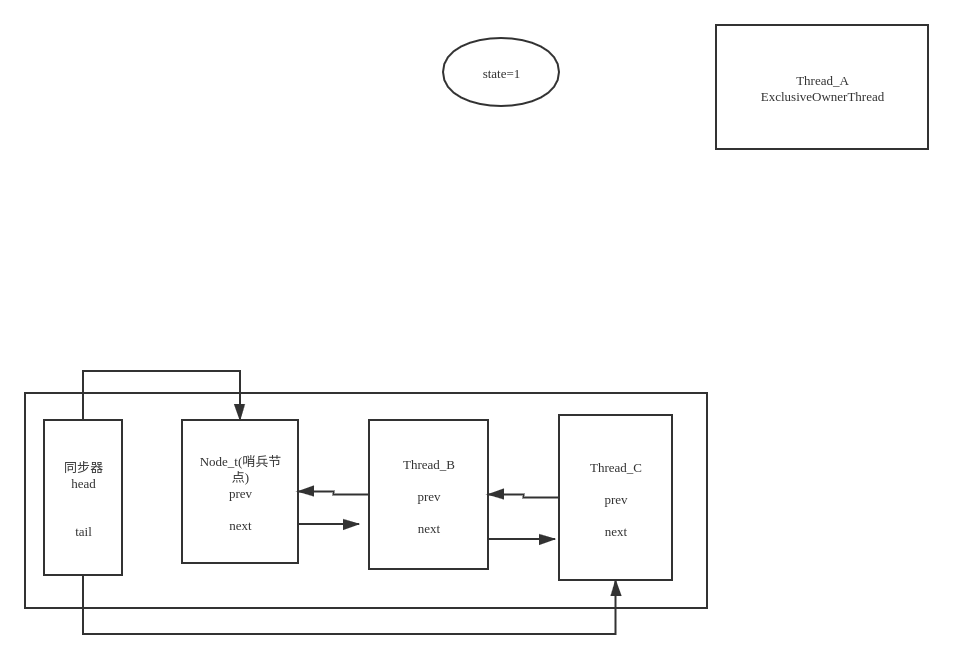 state=1
Thread_A
ExclusiveOwnerThread
同步器
head
tail
Node_t(哨兵节
点)
prev
next
Thread_B
prev
next
Thread_C
prev
next